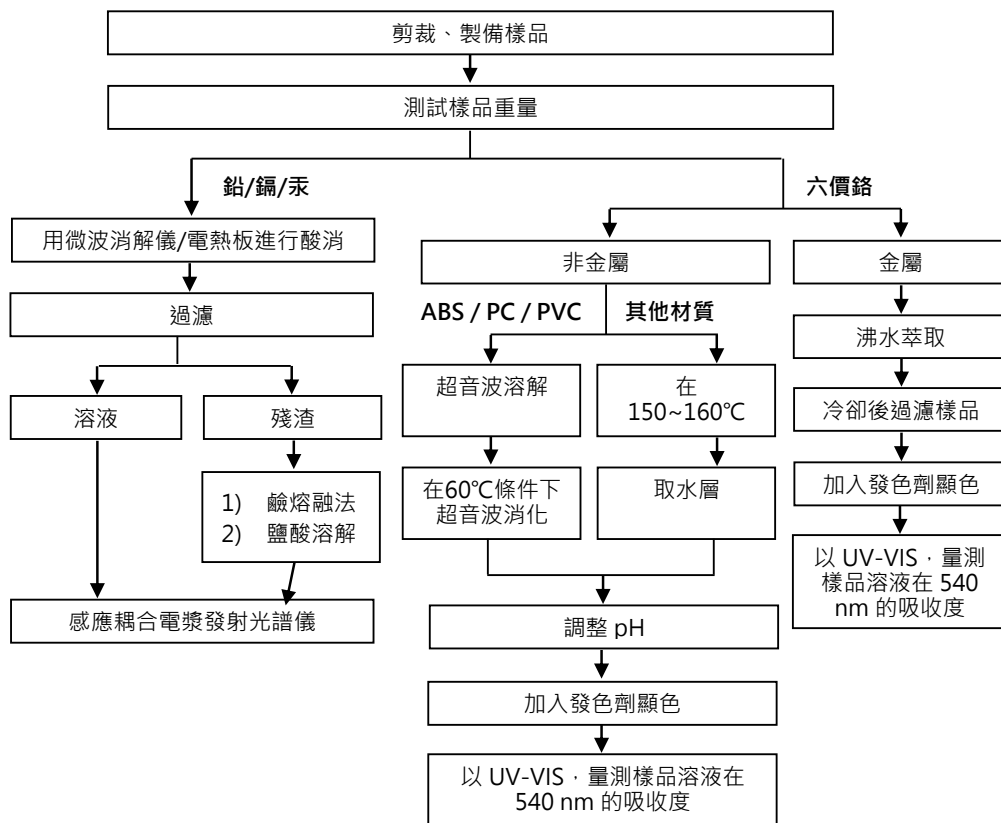 剪裁、製備樣品
測試樣品重量
鉛/鎘/汞
六價鉻
用微波消解儀/電熱板進行酸消
非金屬
金屬
過濾
ABS / PC / PVC
其他材質
沸水萃取
溶液
殘渣
超音波溶解
在
150~160℃
冷卻後過濾樣品
1) 鹼熔融法
2) 鹽酸溶解
在60℃條件下
超音波消化
取水層
加入發色劑顯色
以 UV-VIS，量測
樣品溶液在 540
nm 的吸收度
感應耦合電漿發射光譜儀
調整 pH
加入發色劑顯色
以 UV-VIS，量測樣品溶液在
540 nm 的吸收度